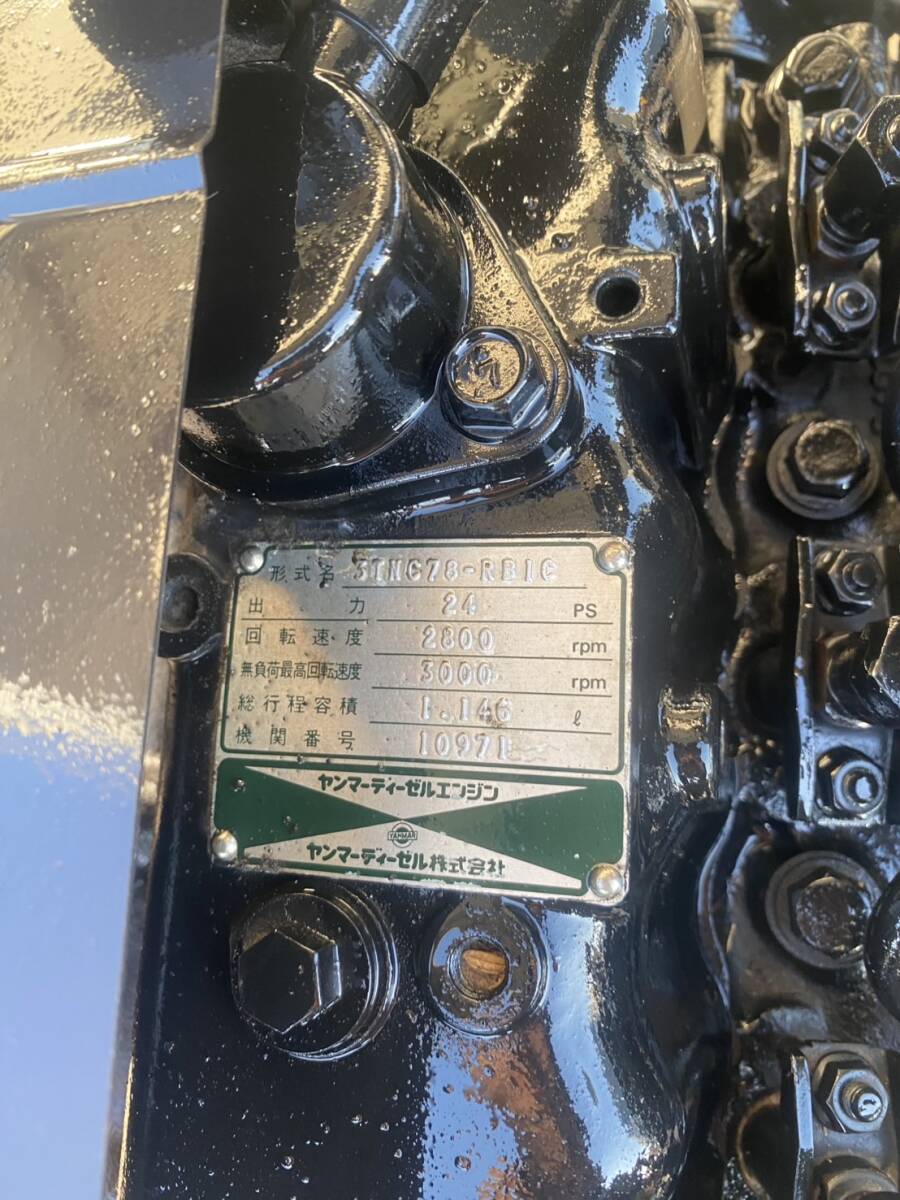 形式名 3TNC78-RB1C
出力 24 PS
回転速度 2800 rpm
無負荷最高回転速度 3000 rpm
総行程容積 1.146 ℓ
機関番号 10971
ヤンマーディーゼルエンジン
YANMAR
ヤンマーディーゼル株式会社
7